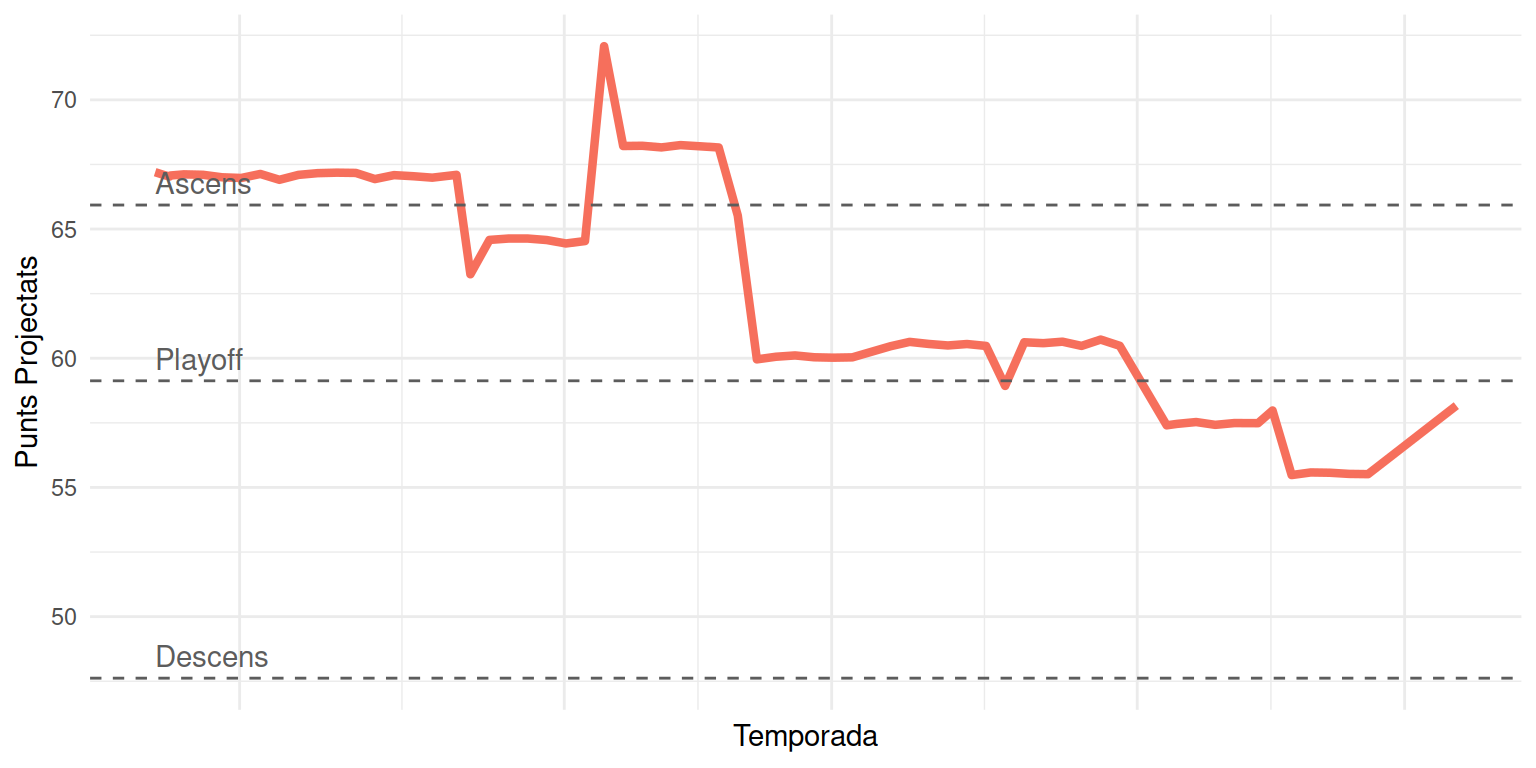 70
65
60
55
50
Punts Projectats
Ascens
Playoff
Descens
Temporada